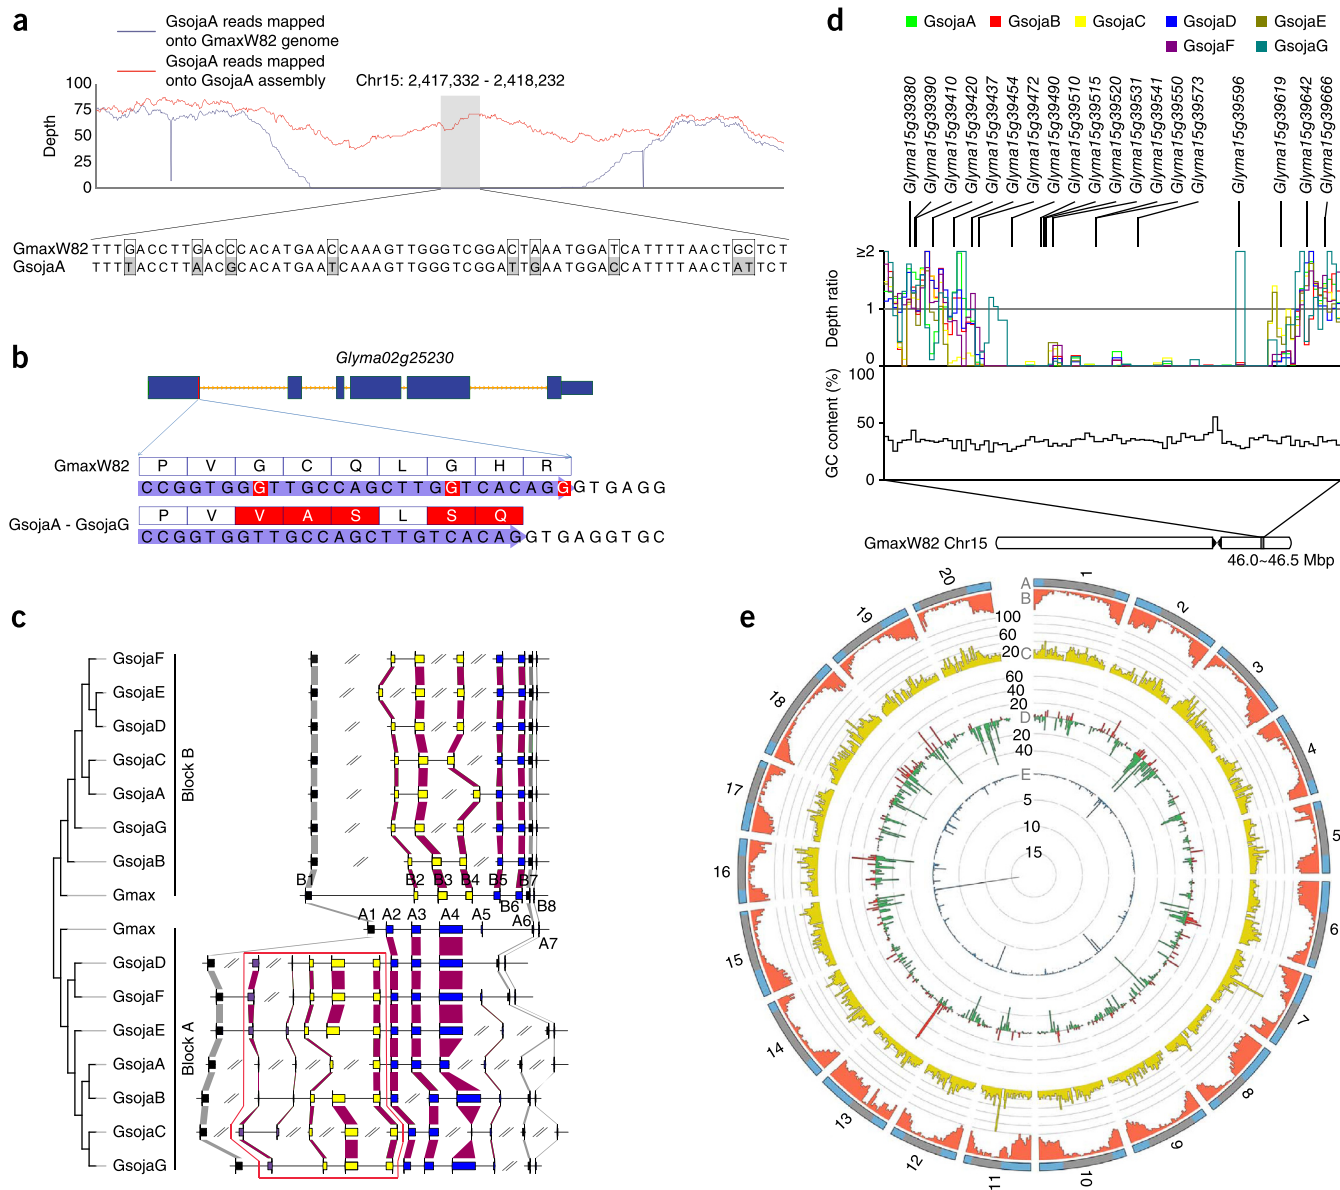 a
GsojaA reads mapped
onto GmaxW82 genome
GsojaA reads mapped
onto GsojaA assembly
Chr15: 2,417,332 - 2,418,232
Depth
100
75
50
25
0
GmaxW82 TTTGACCTTGACCCACATGAACCAAAGTTGGGTCGGACTAAATGGATCATTTTAACTGCTCT
GsojaA TTTTACCTTAACGCACATGAATCAAAGTTGGGTCGGATTGAATGGACCATTTTAACTATTCT
b
Glyma02g25230
GmaxW82 P V G C Q L G H R
CCGGTGGGTTGCCAGCTTGGTCACAGGGTGAGG
GsojaA - GsojaG P V V A S L S Q
CCGGTGGTTGCCAGCTTGTCACAGGTGAGGTGC
c
Block B
GsojaF
GsojaE
GsojaD
GsojaC
GsojaA
GsojaG
GsojaB
Gmax
B1 B2 B3 B4 B5 B6 B7 B8
Block A
Gmax
A1 A2 A3 A4 A5 A6 A7
GsojaD
GsojaF
GsojaE
GsojaA
GsojaB
GsojaC
GsojaG
d
GsojaA GsojaB GsojaC GsojaD GsojaE
GsojaF GsojaG
Glyma15g39380
Glyma15g39390
Glyma15g39410
Glyma15g39420
Glyma15g39437
Glyma15g39454
Glyma15g39472
Glyma15g39490
Glyma15g39510
Glyma15g39515
Glyma15g39520
Glyma15g39531
Glyma15g39541
Glyma15g39550
Glyma15g39573
Glyma15g39596
Glyma15g39619
Glyma15g39642
Glyma15g39666
Depth ratio
≥2
1
0
GC content (%)
100
50
0
GmaxW82 Chr15
46.0~46.5 Mbp
e
A
B
100
60
20
C
60
40
20
D
20
40
E
5
10
15
1
2
3
4
5
6
7
8
9
10
11
12
13
14
15
16
17
18
19
20